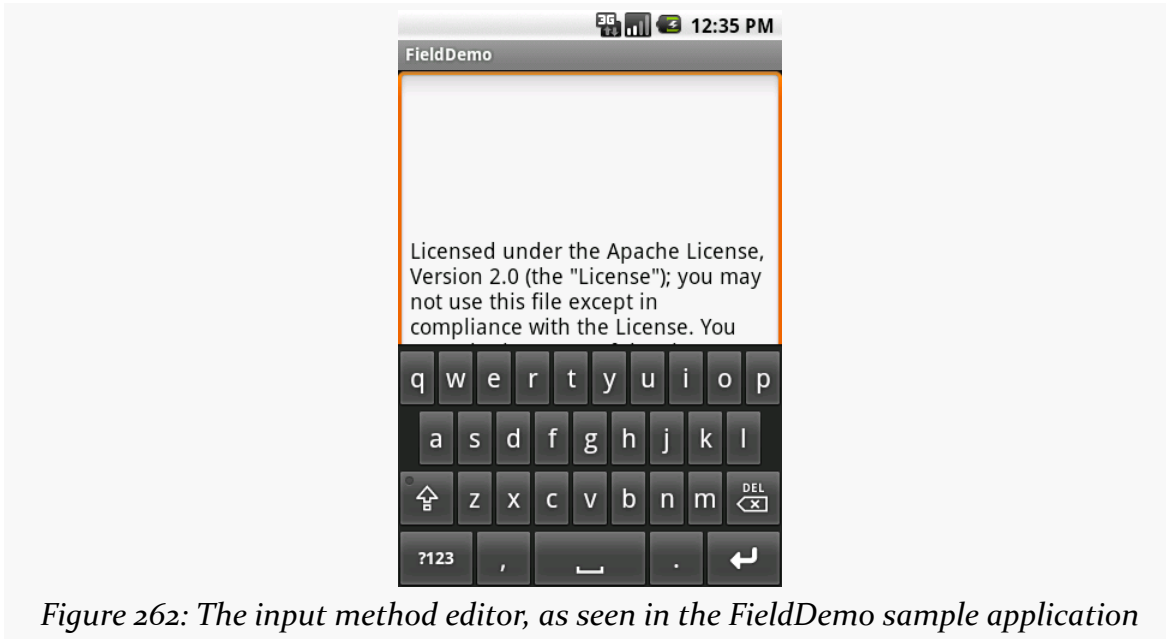 3G 12:35 PM
FieldDemo
Licensed under the Apache License,
Version 2.0 (the "License"); you may
not use this file except in
compliance with the License. You
q w e r t y u i o p
a s d f g h j k l
z x c v b n m DEL
?123 , .
Figure 262: The input method editor, as seen in the FieldDemo sample application